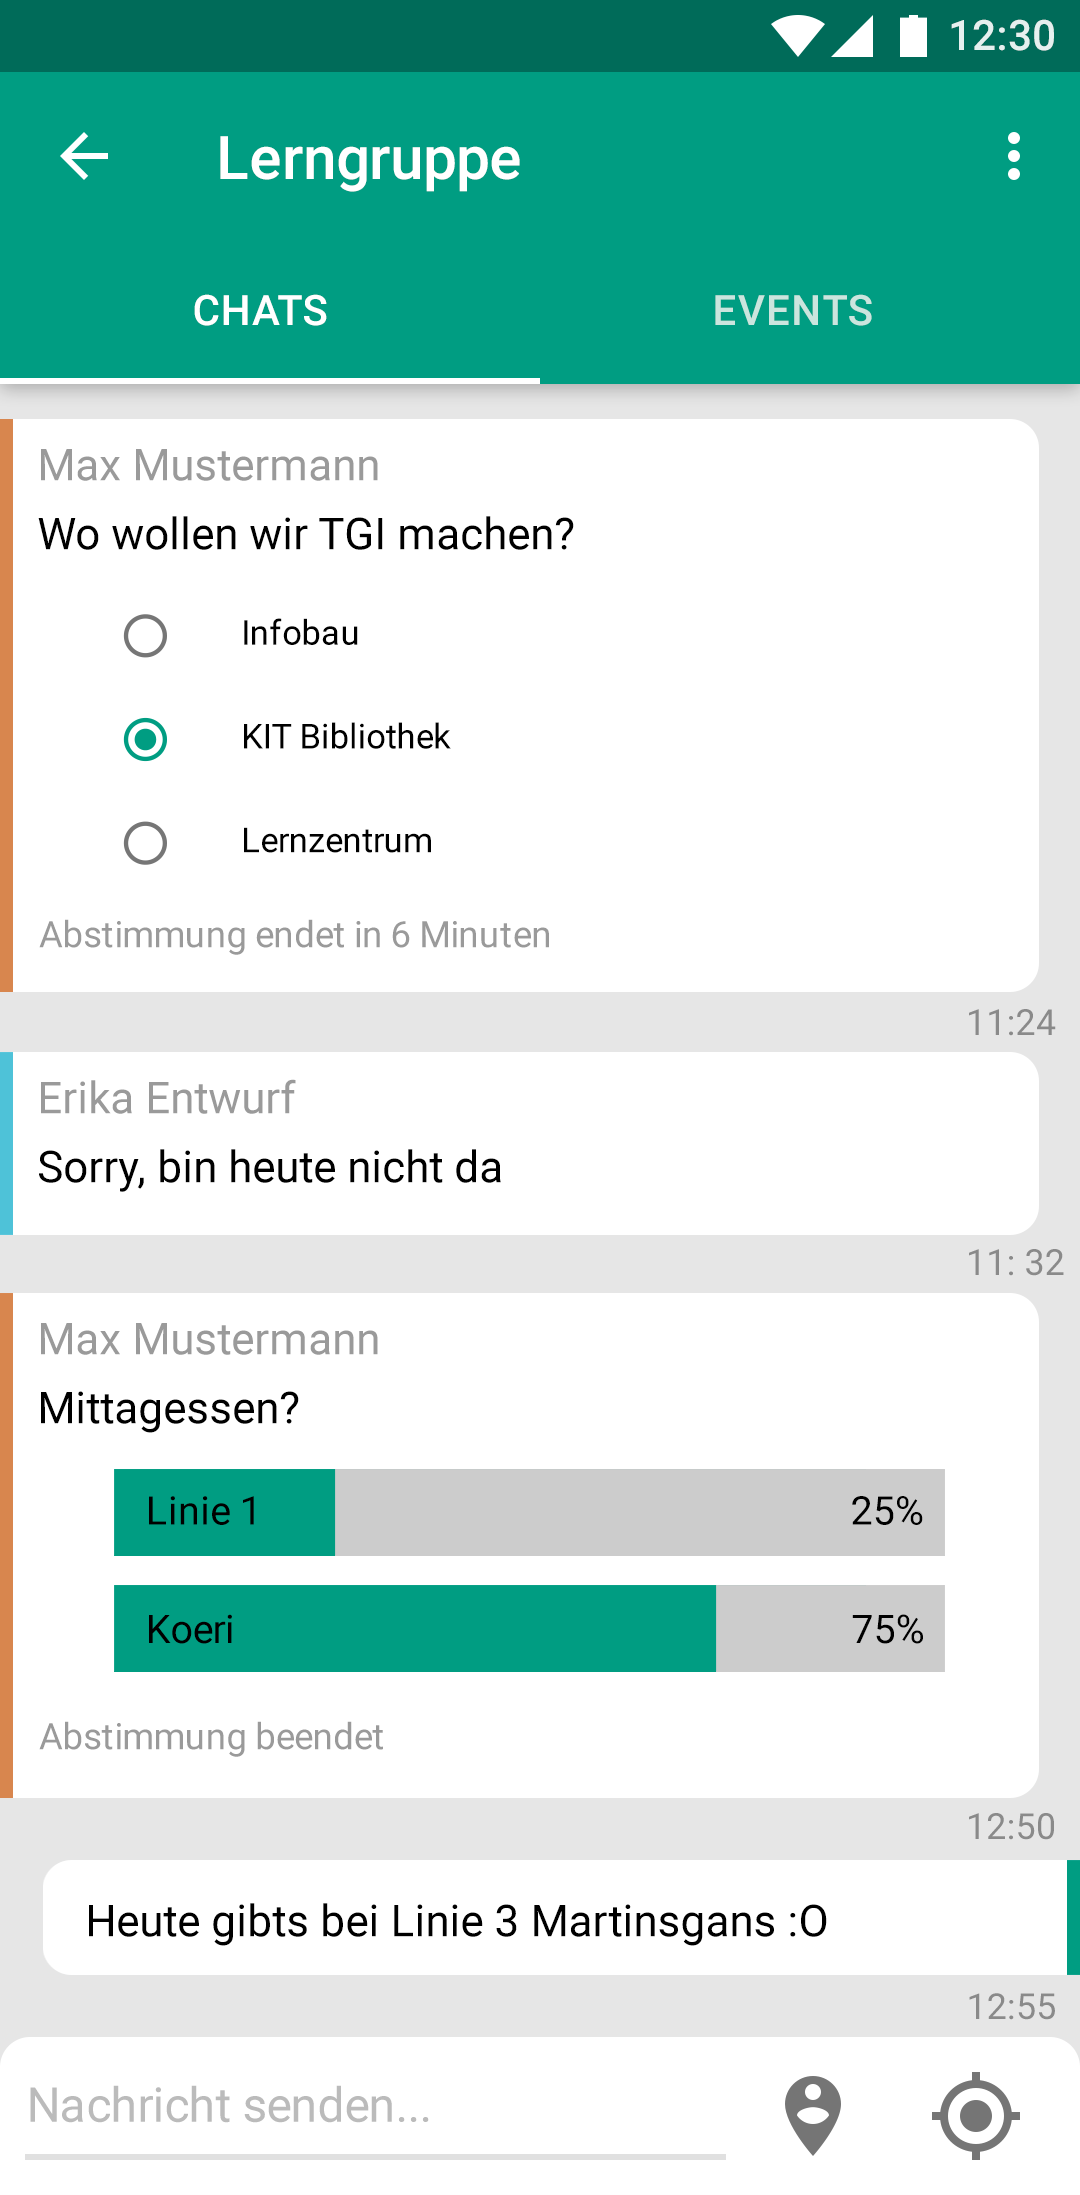 12:30
Lerngruppe
CHATS EVENTS
Max Mustermann
Wo wollen wir TGI machen?
Infobau
KIT Bibliothek
Lernzentrum
Abstimmung endet in 6 Minuten
11:24
Erika Entwurf
Sorry, bin heute nicht da
11: 32
Max Mustermann
Mittagessen?
Linie 1 25%
Koeri 75%
Abstimmung beendet
12:50
Heute gibts bei Linie 3 Martinsgans :O
12:55
Nachricht senden...